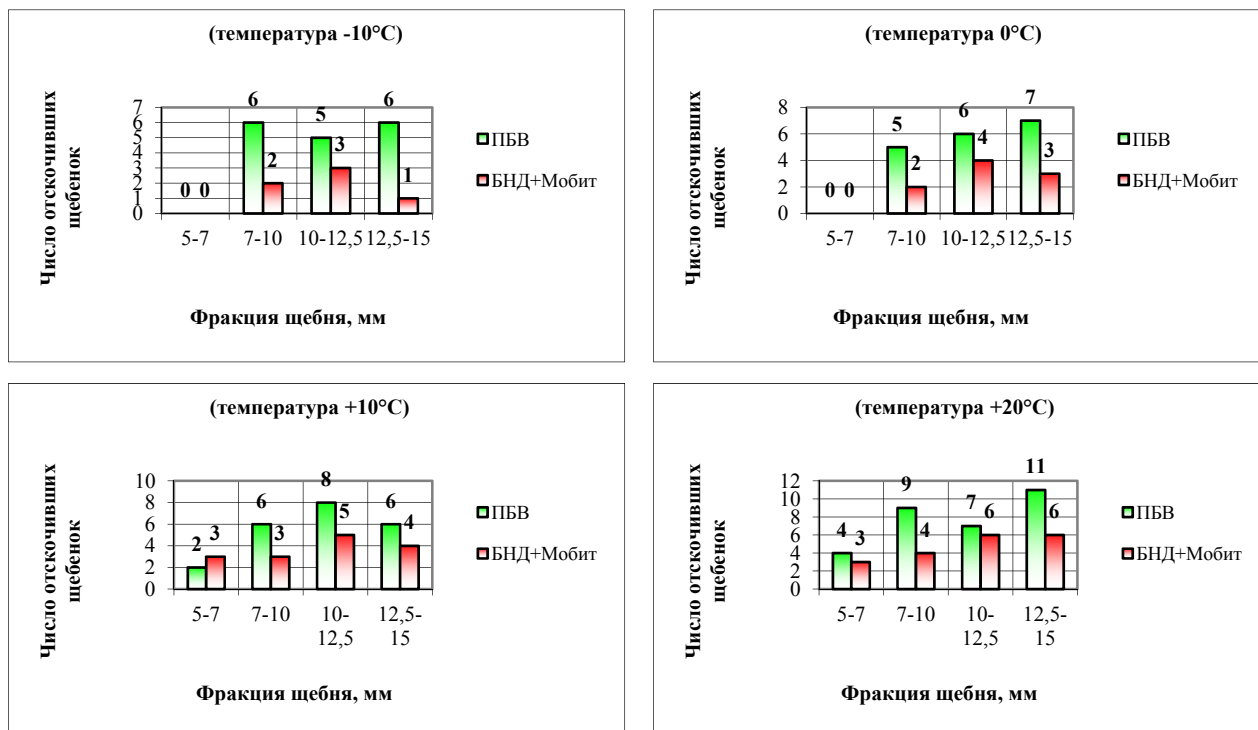 (температура -10°С)
Число отскочивших
щебенок
7
6
5
4
3
3
2
1
0
0 0
6
2
5
3
6
1
5-7 7-10 10-12,5 12,5-15
Фракция щебня, мм
ПБВ
БНД+Мобит
(температура 0°С)
Число отскочивших
щебенок
8
6
4
2
0
0 0
5
2
6
4
7
3
5-7 7-10 10-12,5 12,5-15
Фракция щебня, мм
ПБВ
БНД+Мобит
(температура +10°С)
Число отскочивших
щебенок
10
8
6
4
2
0
2
3
6
3
8
5
6
4
5-7 7-10 10- 12,5-
12,5 15
Фракция щебня, мм
ПБВ
БНД+Мобит
(температура +20°С)
Число отскочивших
щебенок
12
10
8
6
4
2
0
4
3
9
4
7
6
11
6
5-7 7-10 10- 12,5-
12,5 15
Фракция щебня, мм
ПБВ
БНД+Мобит